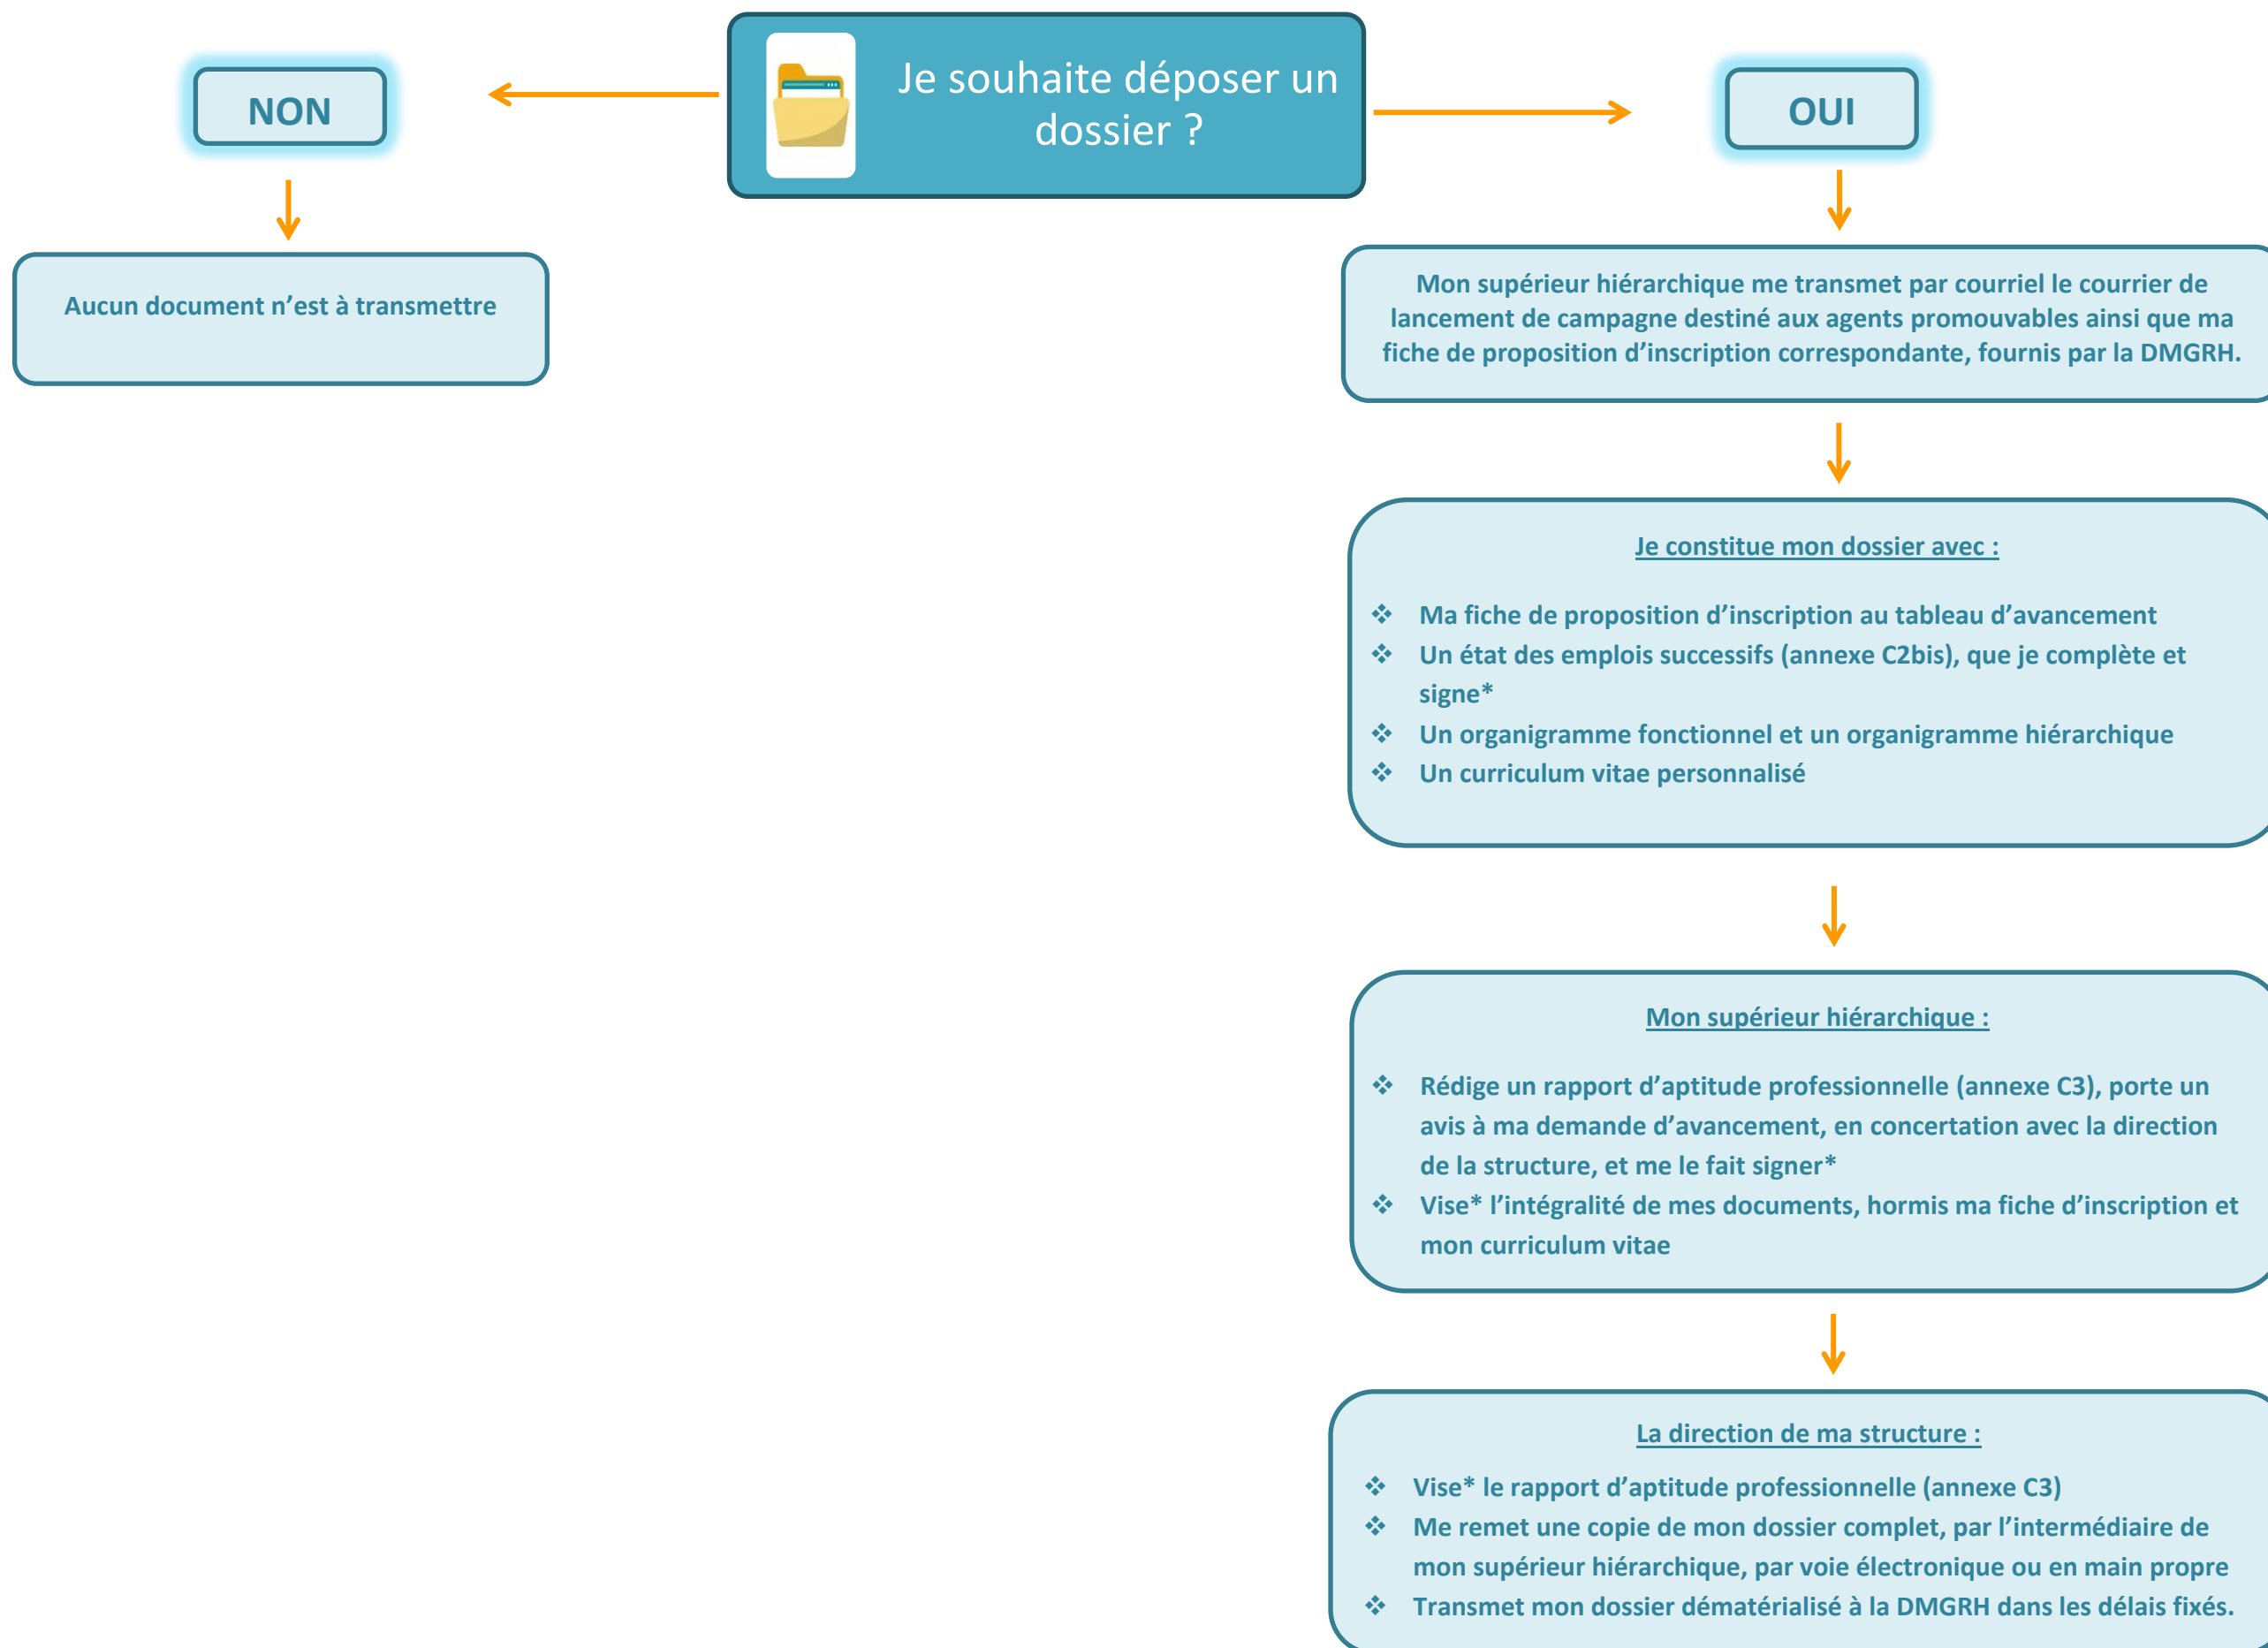 Je souhaite déposer un
dossier ?
NON
OUI
Aucun document n’est à transmettre
Mon supérieur hiérarchique me transmet par courriel le courrier de
lancement de campagne destiné aux agents promouvables ainsi que ma
fiche de proposition d’inscription correspondante, fournis par la DMGRH.
Je constitue mon dossier avec :
❖ Ma fiche de proposition d’inscription au tableau d’avancement
❖ Un état des emplois successifs (annexe C2bis), que je complète et
signe*
❖ Un organigramme fonctionnel et un organigramme hiérarchique
❖ Un curriculum vitae personnalisé
Mon supérieur hiérarchique :
❖ Rédige un rapport d’aptitude professionnelle (annexe C3), porte un
avis à ma demande d’avancement, en concertation avec la direction
de la structure, et me le fait signer*
❖ Vise* l’intégralité de mes documents, hormis ma fiche d’inscription et
mon curriculum vitae
La direction de ma structure :
❖ Vise* le rapport d’aptitude professionnelle (annexe C3)
❖ Me remet une copie de mon dossier complet, par l’intermédiaire de
mon supérieur hiérarchique, par voie électronique ou en main propre
❖ Transmet mon dossier dématérialisé à la DMGRH dans les délais fixés.